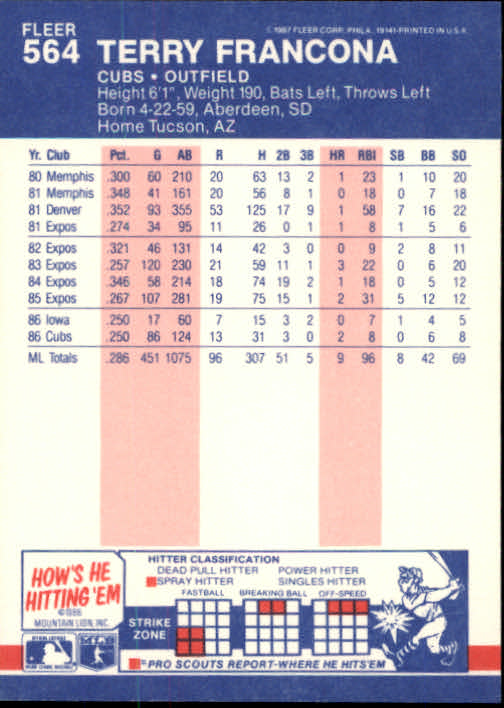 FLEER
564 TERRY FRANCONA
© 1987 FLEER CORP., PHILA. 19141-PRINTED IN U.S.A.
CUBS • OUTFIELD
Height 6'1", Weight 190, Bats Left, Throws Left
Born 4-22-59, Aberdeen, SD
Home Tucson, AZ
Yr. Club Pct. G AB R H 2B 3B HR RBI SB BB SO
80 Memphis .300 60 210 20 63 13 2 1 23 1 10 20
81 Memphis .348 41 161 20 56 8 1 0 18 0 7 18
81 Denver .352 93 355 53 125 17 9 1 58 7 16 22
81 Expos .274 34 95 11 26 0 1 1 8 1 5 6
82 Expos .321 46 131 14 42 3 0 0 9 2 8 11
83 Expos .257 120 230 21 59 11 1 3 22 0 6 20
84 Expos .346 58 214 18 74 19 2 1 18 0 5 12
85 Expos .267 107 281 19 75 15 1 2 31 5 12 12
86 Iowa .250 17 60 7 15 3 2 0 7 1 4 5
86 Cubs .250 86 124 13 31 3 0 2 8 0 6 8
ML Totals .286 451 1075 96 307 51 5 9 96 8 42 69
HOW'S HE
HITTING 'EM
©1986
MOUNTAIN LION, INC.
HITTER CLASSIFICATION
DEAD PULL HITTER POWER HITTER
SPRAY HITTER SINGLES HITTER
FASTBALL BREAKING BALL OFF-SPEED
STRIKE
ZONE
=PRO SCOUTS REPORT-WHERE HE HITS'EM